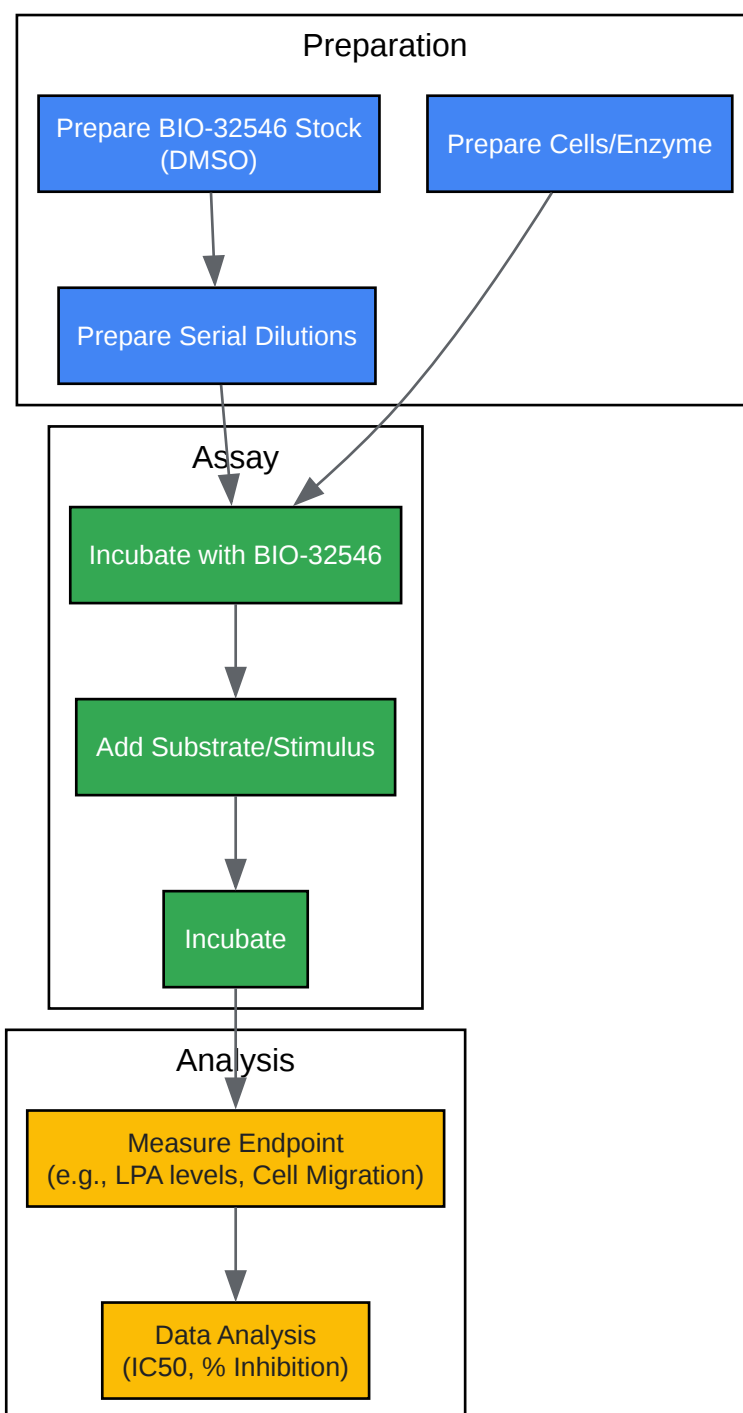 Preparation
Prepare BIO-32546 Stock
(DMSO)
Prepare Cells/Enzyme
Prepare Serial Dilutions
Assay
Incubate with BIO-32546
Add Substrate/Stimulus
Incubate
Analysis
Measure Endpoint
(e.g., LPA levels, Cell Migration)
Data Analysis
(IC50, % Inhibition)